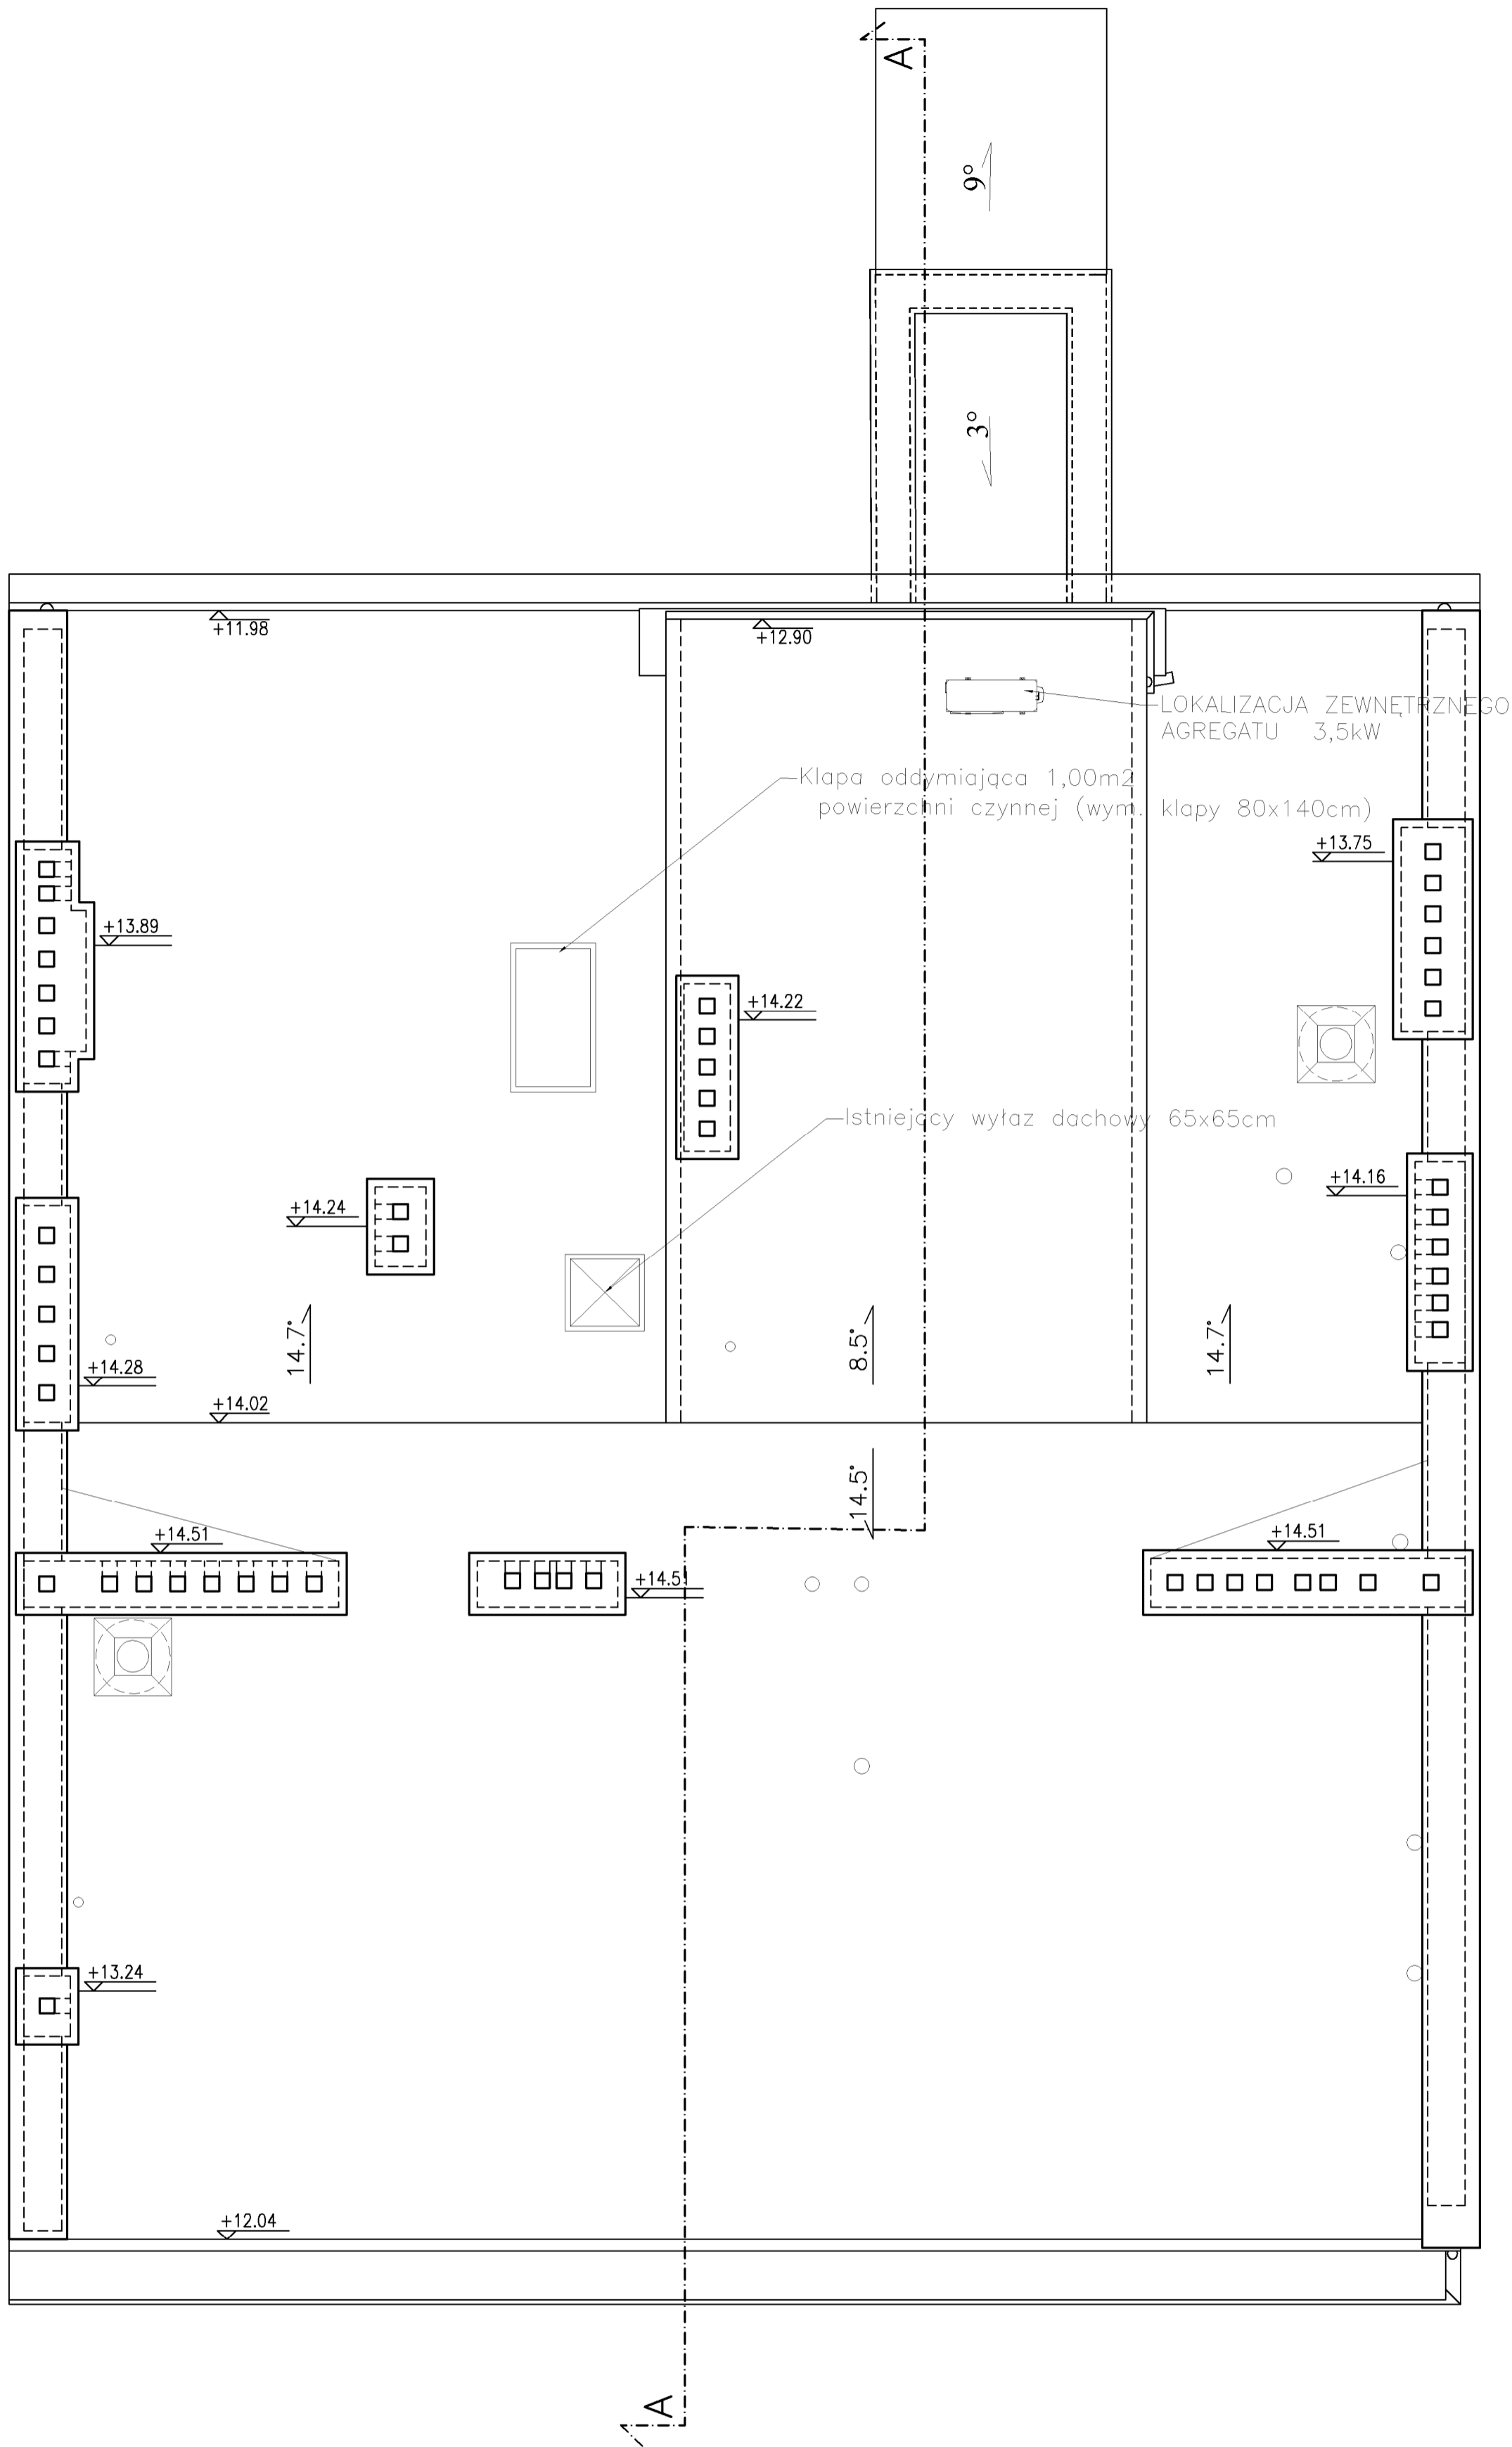 A
9°
3°
+11.98
+12.90
LOKALIZACJA ZEWNĘTRZNEGO
AGREGATU 3,5kW
Klapa oddymiająca 1,00m2
powierzchni czynnej (wym. klapy 80x140cm)
+13.75
+13.89
+14.22
Istniejący wyłaz dachowy 65x65cm
+14.16
+14.24
14.7°
8.5°
14.7°
+14.28
+14.02
14.5°
+14.51
+14.51
+14.51
+13.24
+12.04
A